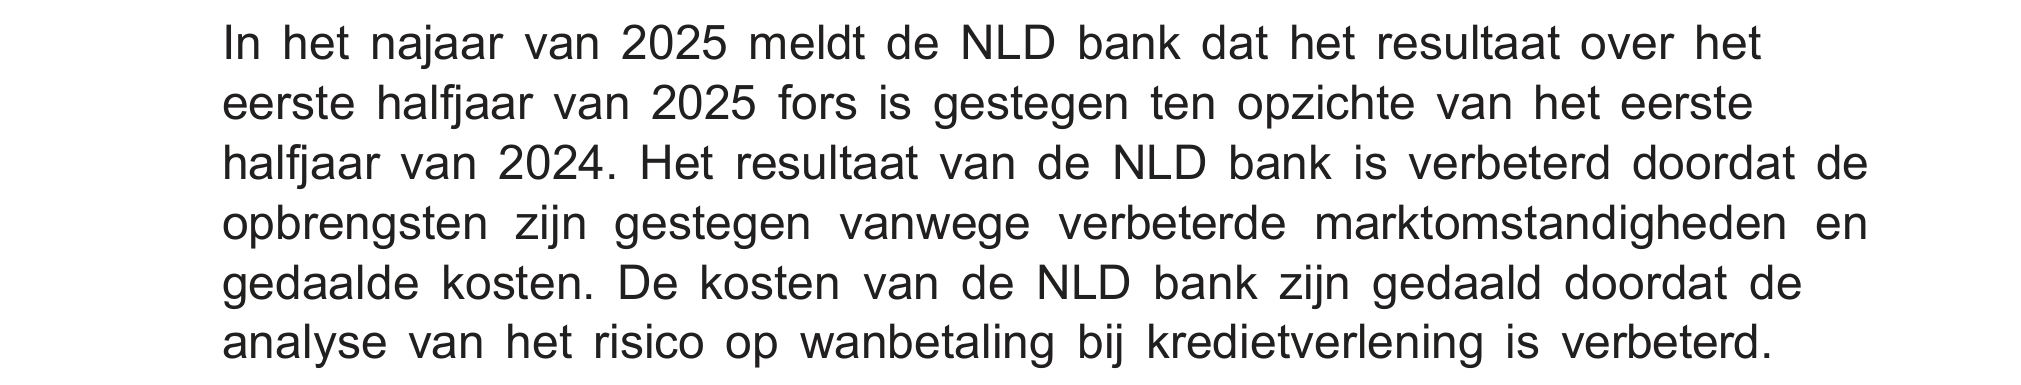 In het najaar van 2025 meldt de NLD bank dat het resultaat over het
eerste halfjaar van 2025 fors is gestegen ten opzichte van het eerste
halfjaar van 2024. Het resultaat van de NLD bank is verbeterd doordat de
opbrengsten zijn gestegen vanwege verbeterde marktomstandigheden en
gedaalde kosten. De kosten van de NLD bank zijn gedaald doordat de
analyse van het risico op wanbetaling bij kredietverlening is verbeterd.